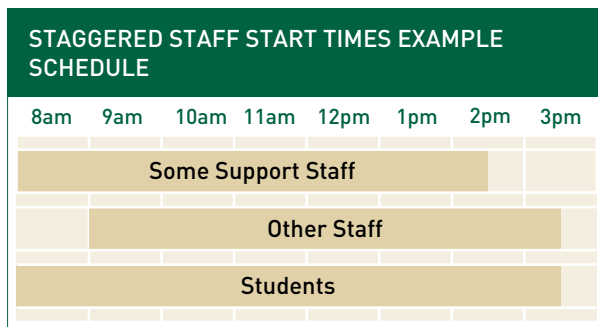 STAGGERED STAFF START TIMES EXAMPLE
SCHEDULE
8am 9am 10am 11am 12pm 1pm 2pm 3pm
Some Support Staff
Other Staff
Students